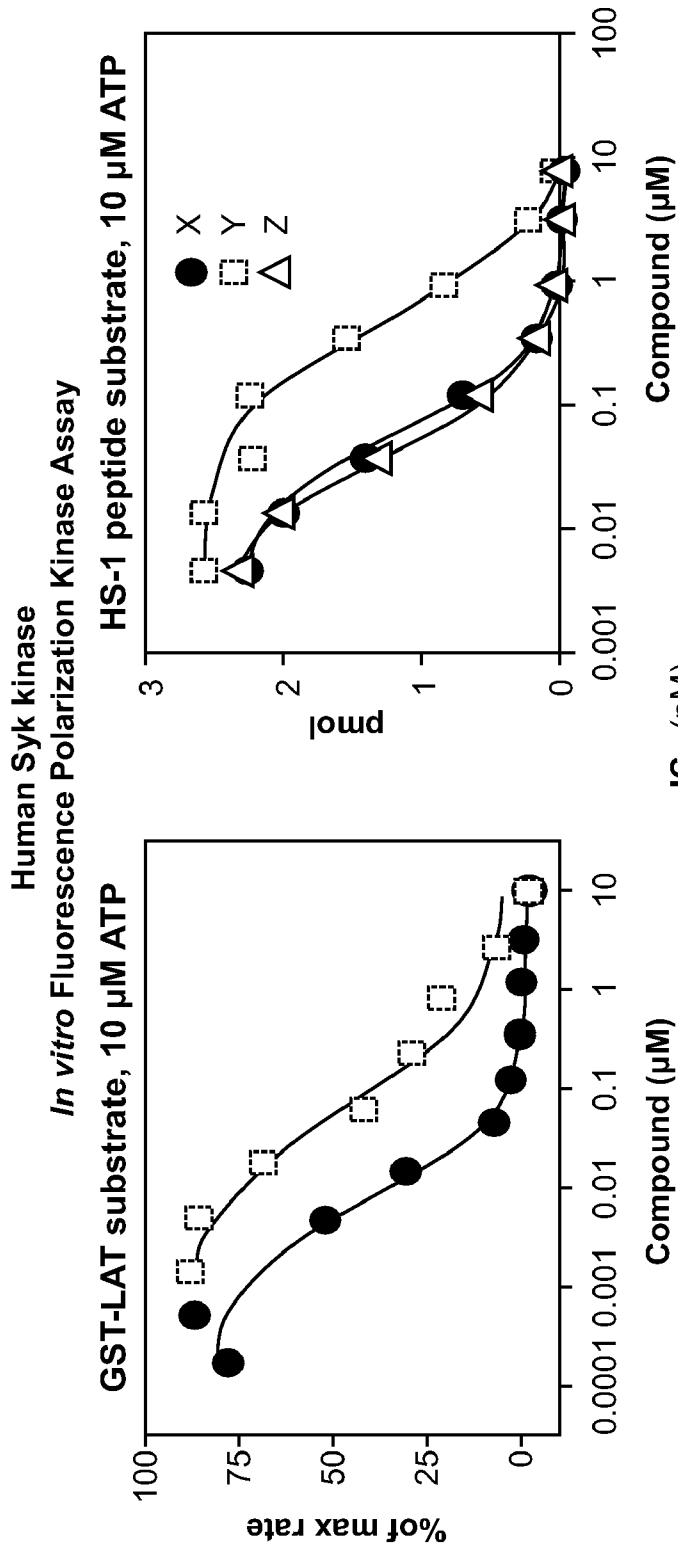 Human Syk kinase
In vitro Fluorescence Polarization Kinase Assay
GST-LAT substrate, 10 µM ATP
100
75
50
25
0
%of max rate
0.0001 0.001 0.01 0.1 1 10
Compound (µM)
HS-1 peptide substrate, 10 µM ATP
X
Y
Z
3
2
1
0
pmol
0.001 0.01 0.1 1 10 100
Compound (µM)